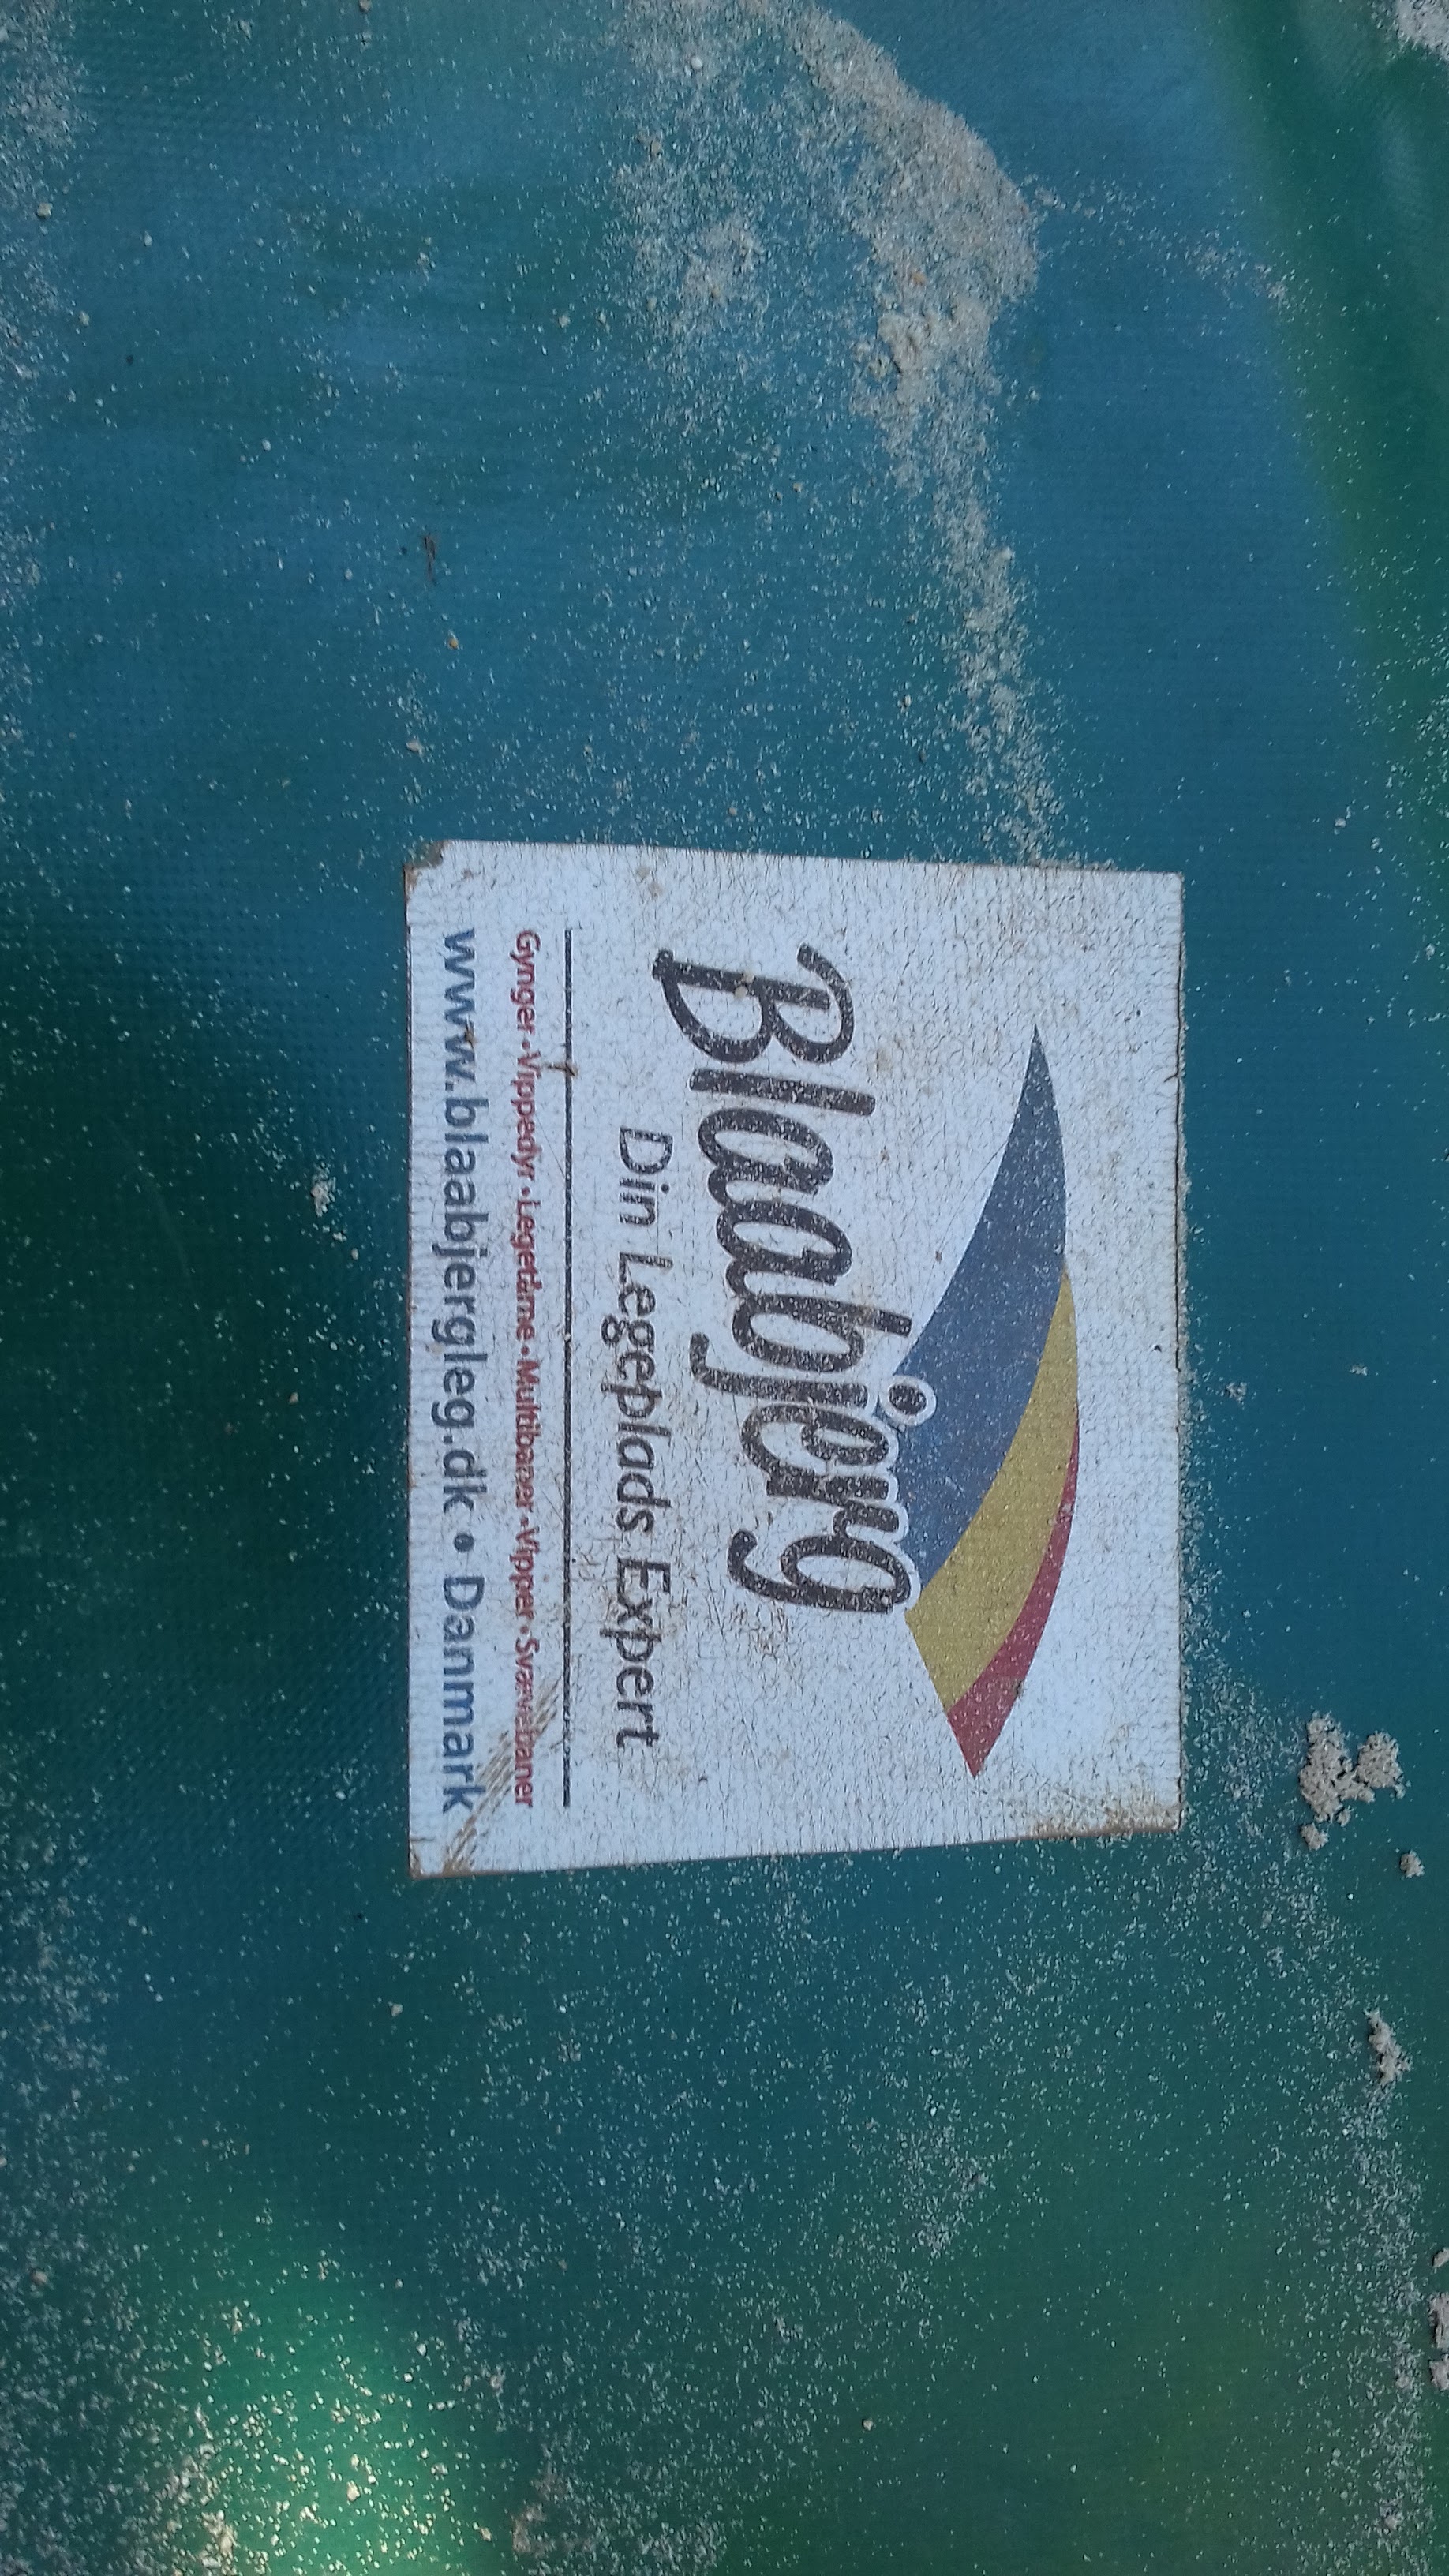 Blaabjerg
Din Legeplads Expert
Gynger • Vippedyr • Legetårne • Multibaner • Vipper • Svævebaner
www.blaabjergleg.dk • Danmark